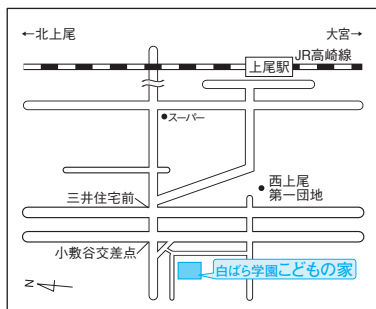 ←北上尾
大宮→
JR高崎線
上尾駅
スーパー
西上尾
第一団地
三井住宅前
小敷谷交差点
白ばら学園こどもの家
N